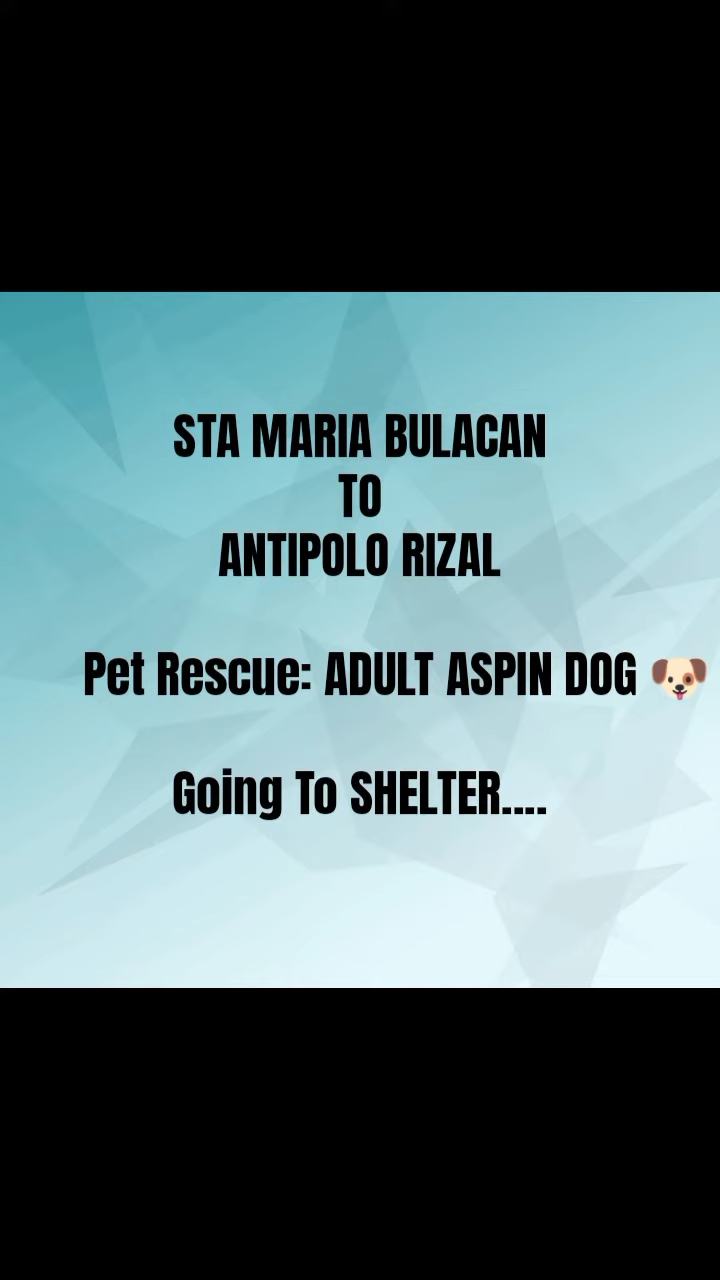 STA MARIA BULACAN
TO
ANTIPOLO RIZAL
Pet Rescue: ADULT ASPIN DOG 🐶
Going To SHELTER....